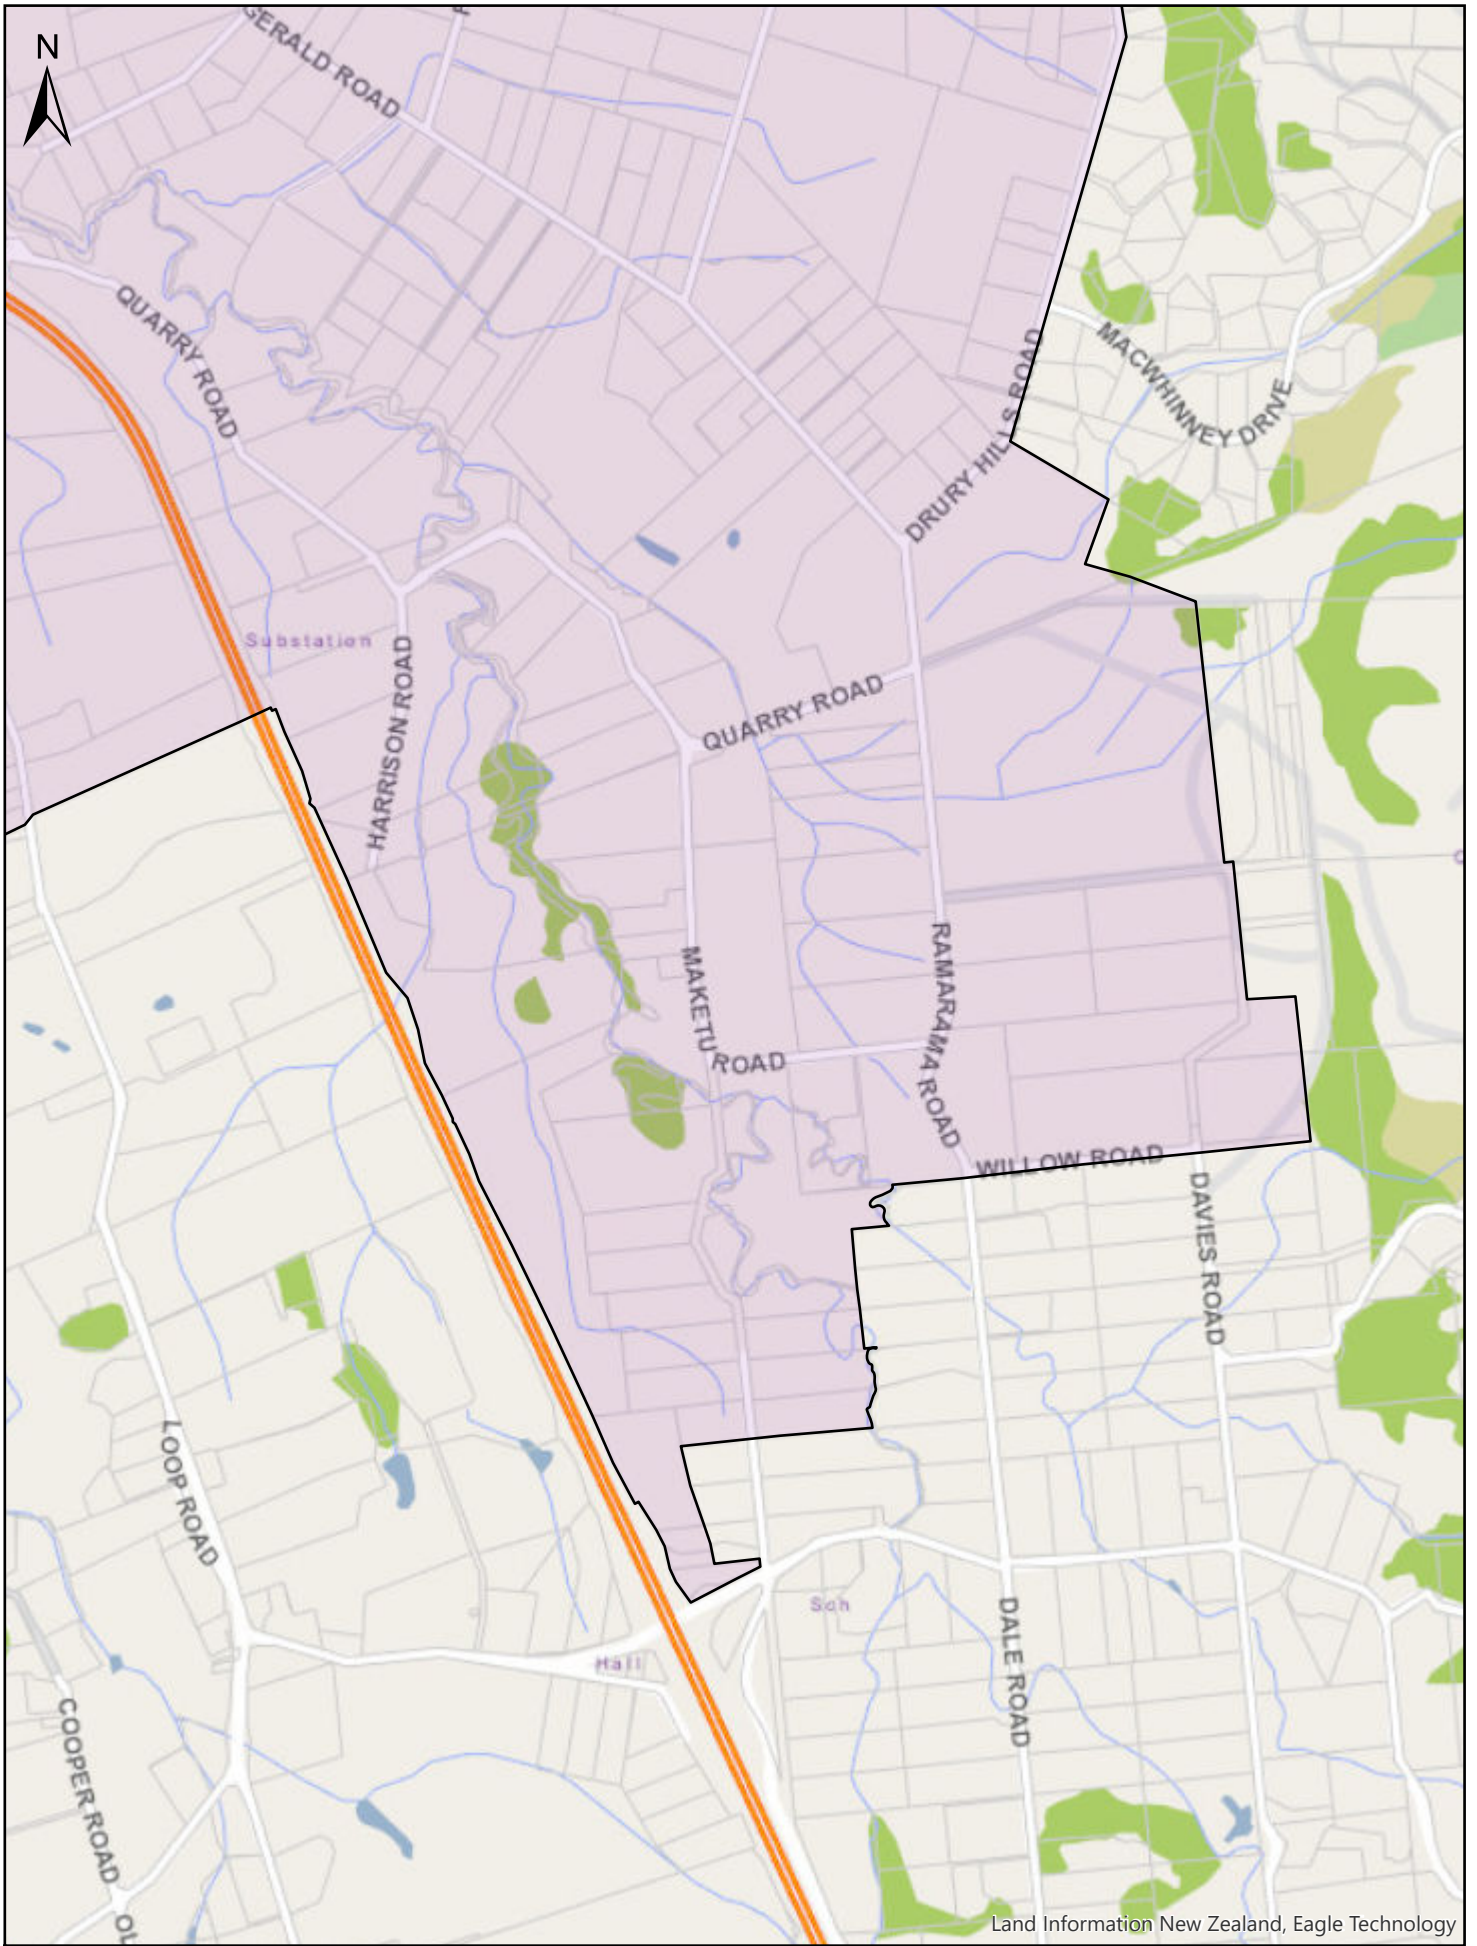 N
GERALD ROAD
QUARRY ROAD
DRURY HILLS ROAD
MACWHINNEY DRIVE
Substation
HARRISON ROAD
QUARRY ROAD
MAKETU ROAD
RAMARAMA ROAD
WILLOW ROAD
DAVIES ROAD
LOOP ROAD
Sch
Hall
DALE ROAD
COOPER ROAD
OL
Land Information New Zealand, Eagle Technology